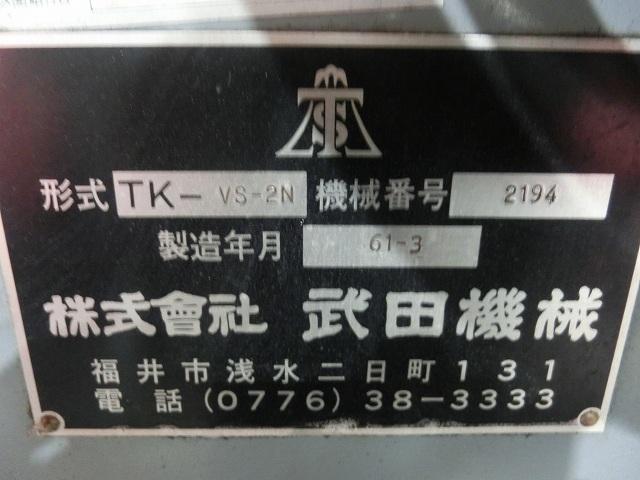 TS
形式 TK- VS-2N 機械番号 2194
製造年月 61-3
株式會社 武田機械
福井市浅水二日町131
電話(0776)38-3333